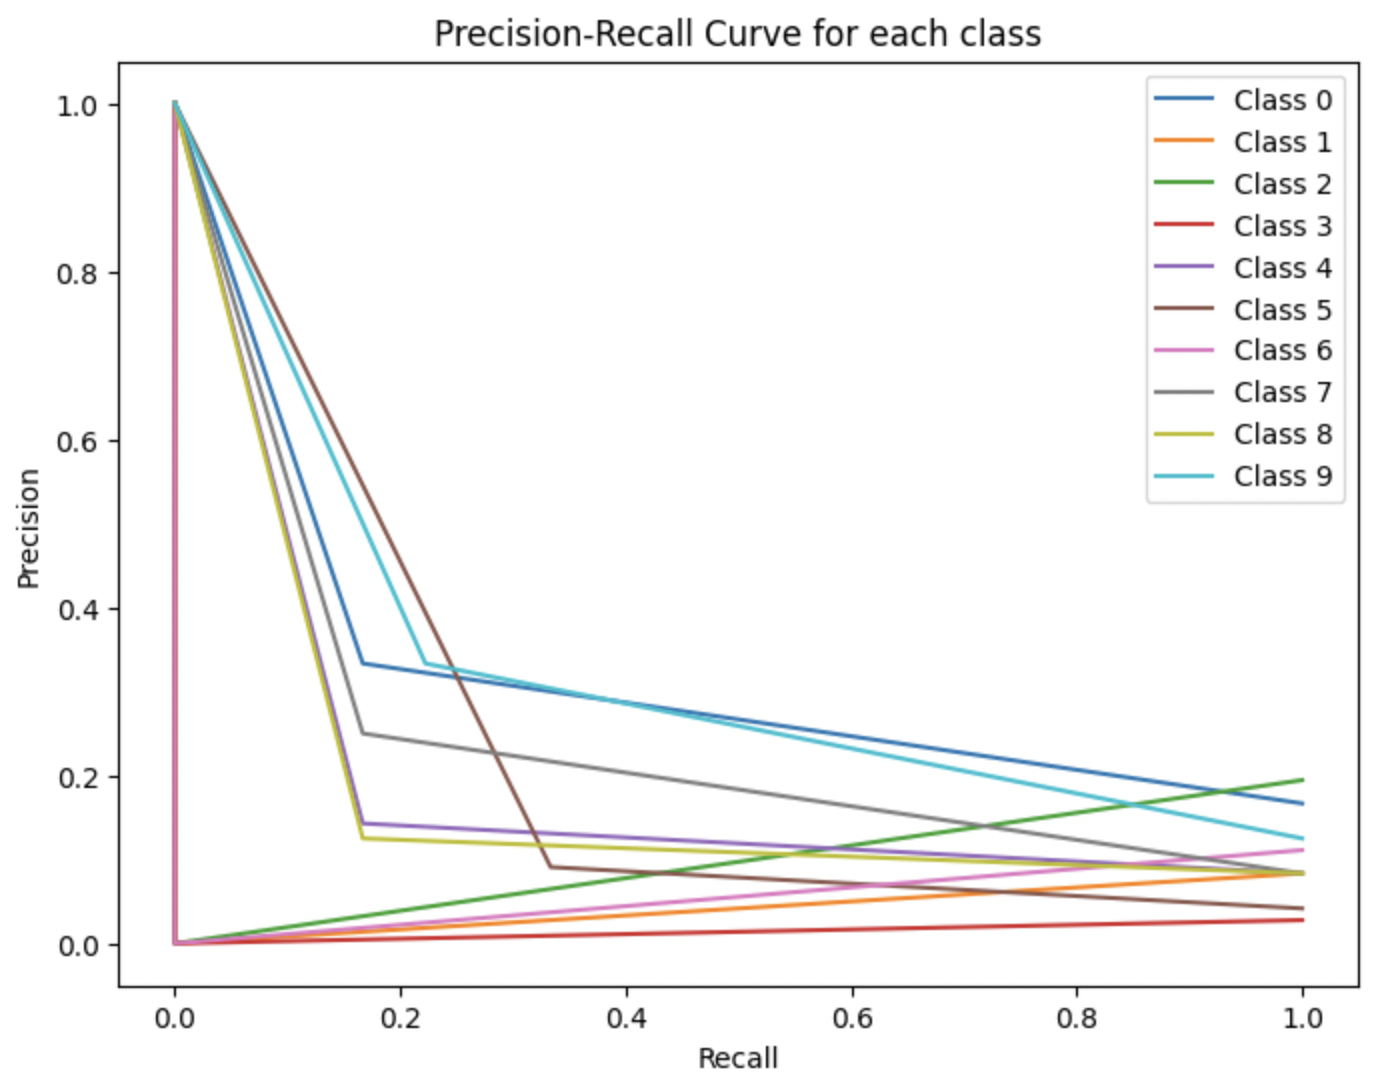 Precision-Recall Curve for each class
Class 0
Class 1
Class 2
Class 3
Class 4
Class 5
Class 6
Class 7
Class 8
Class 9
Precision
1.0
0.8
0.6
0.4
0.2
0.0
0.0 0.2 0.4 0.6 0.8 1.0
Recall